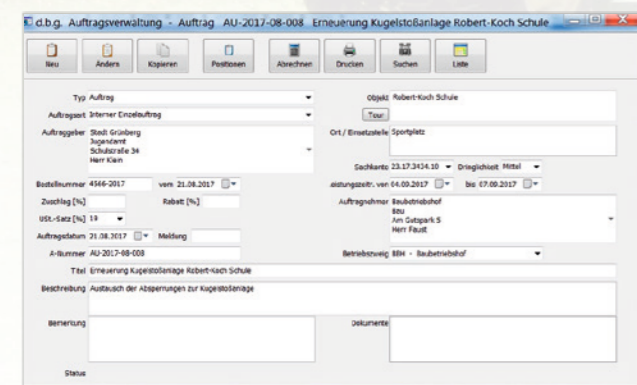 d.b.g. Auftragsverwaltung - Auftrag AU-2017-08-008 Erneuerung Kugelstoßanlage Robert-Koch Schule
Neu Ändern Kopieren Positionen Abrechnen Drucken Suchen Liste
Typ Auftrag
Objekt Robert-Koch Schule
Auftragsart Interner Einzelauftrag
Tour
Auftraggeber Stadt Grünberg
Jugendamt
Schulstraße 34
Herr Klein
Ort / Einsatzstelle Sportplatz
Sachkonto 23.17.3434.10 Dringlichkeit Mittel
Bestellnummer 4566-2017 vom 21.08.2017
eistungszeitr. von 04.09.2017 bis 07.09.2017
Zuschlag [%] Rabatt [%]
Auftragnehmer Baubetriebshof
Bau
Am Gutspark 5
Herr Faust
USt.-Satz [%] 19
Auftragsdatum 21.08.2017 Meldung
A-Nummer AU-2017-08-008
Betriebszweig BBH - Baubetriebshof
Titel Erneuerung Kugelstoßanlage Robert-Koch Schule
Beschreibung Austausch der Absperrungen zur Kugelstoßanlage
Bemerkung
Dokumente
Status